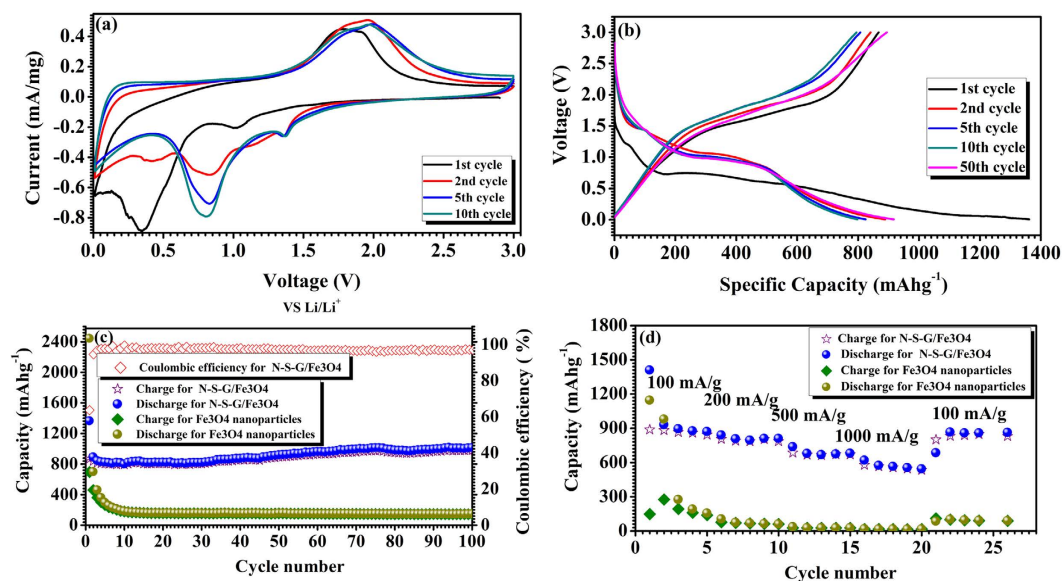 (a)
Current (mA/mg)
0.4
0.2
0.0
-0.2
-0.4
-0.6
-0.8
1st cycle
2nd cycle
5th cycle
10th cycle
0.0 0.5 1.0 1.5 2.0 2.5 3.0
Voltage (V)
VS Li/Li+
(b)
Voltage (V)
3.0
2.5
2.0
1.5
1.0
0.5
0.0
1st cycle
2nd cycle
5th cycle
10th cycle
50th cycle
0 200 400 600 800 1000 1200 1400
Specific Capacity (mAhg-1)
(c)
Capacity (mAhg-1)
2400
2000
1600
1200
800
400
0
Coulombic efficiency for N-S-G/Fe3O4
Charge for N-S-G/Fe3O4
Discharge for N-S-G/Fe3O4
Charge for Fe3O4 nanoparticles
Discharge for Fe3O4 nanoparticles
100
80
60
40
20
0
Coulombic efficiency ( %)
0 10 20 30 40 50 60 70 80 90 100
Cycle number
(d)
Capacity (mAhg-1)
1800
1500
1200
900
600
300
0
Charge for N-S-G/Fe3O4
Discharge for N-S-G/Fe3O4
Charge for Fe3O4 nanoparticles
Discharge for Fe3O4 nanoparticles
100 mA/g
200 mA/g
500 mA/g
1000 mA/g
100 mA/g
0 5 10 15 20 25
Cycle number